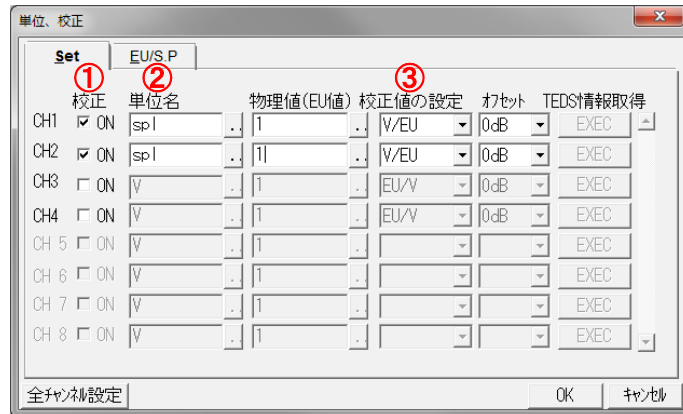 単位、校正
Set EU/S.P
① ② ③
校正 単位名 物理値(EU値) 校正値の設定 オフセット TEDS情報取得
CH1 ON spl .. 1 .. V/EU 0dB EXEC
CH2 ON spl .. 1 .. V/EU 0dB EXEC
CH3 ON V .. 1 .. EU/V 0dB EXEC
CH4 ON V .. 1 .. EU/V 0dB EXEC
CH 5 ON V .. 1 .. EXEC
CH 6 ON V .. 1 .. EXEC
CH 7 ON V .. 1 .. EXEC
CH 8 ON V .. 1 .. EXEC
全チャンネル設定 OK キャンセル